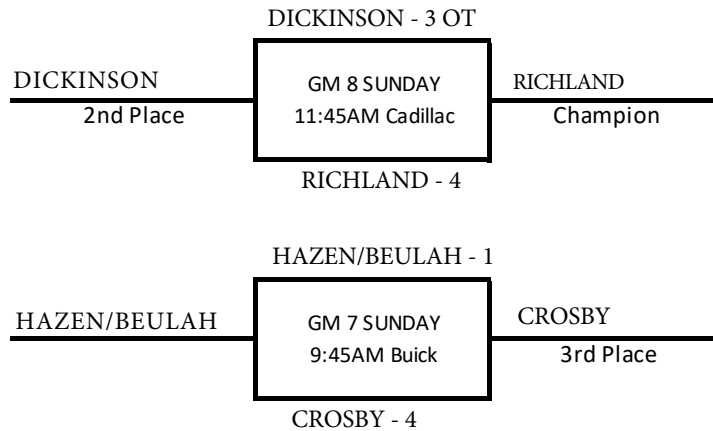 DICKINSON - 3 OT
DICKINSON
GM 8 SUNDAY
RICHLAND
2nd Place
11:45AM Cadillac
Champion
RICHLAND - 4
HAZEN/BEULAH - 1
HAZEN/BEULAH
GM 7 SUNDAY
CROSBY
9:45AM Buick
3rd Place
CROSBY - 4